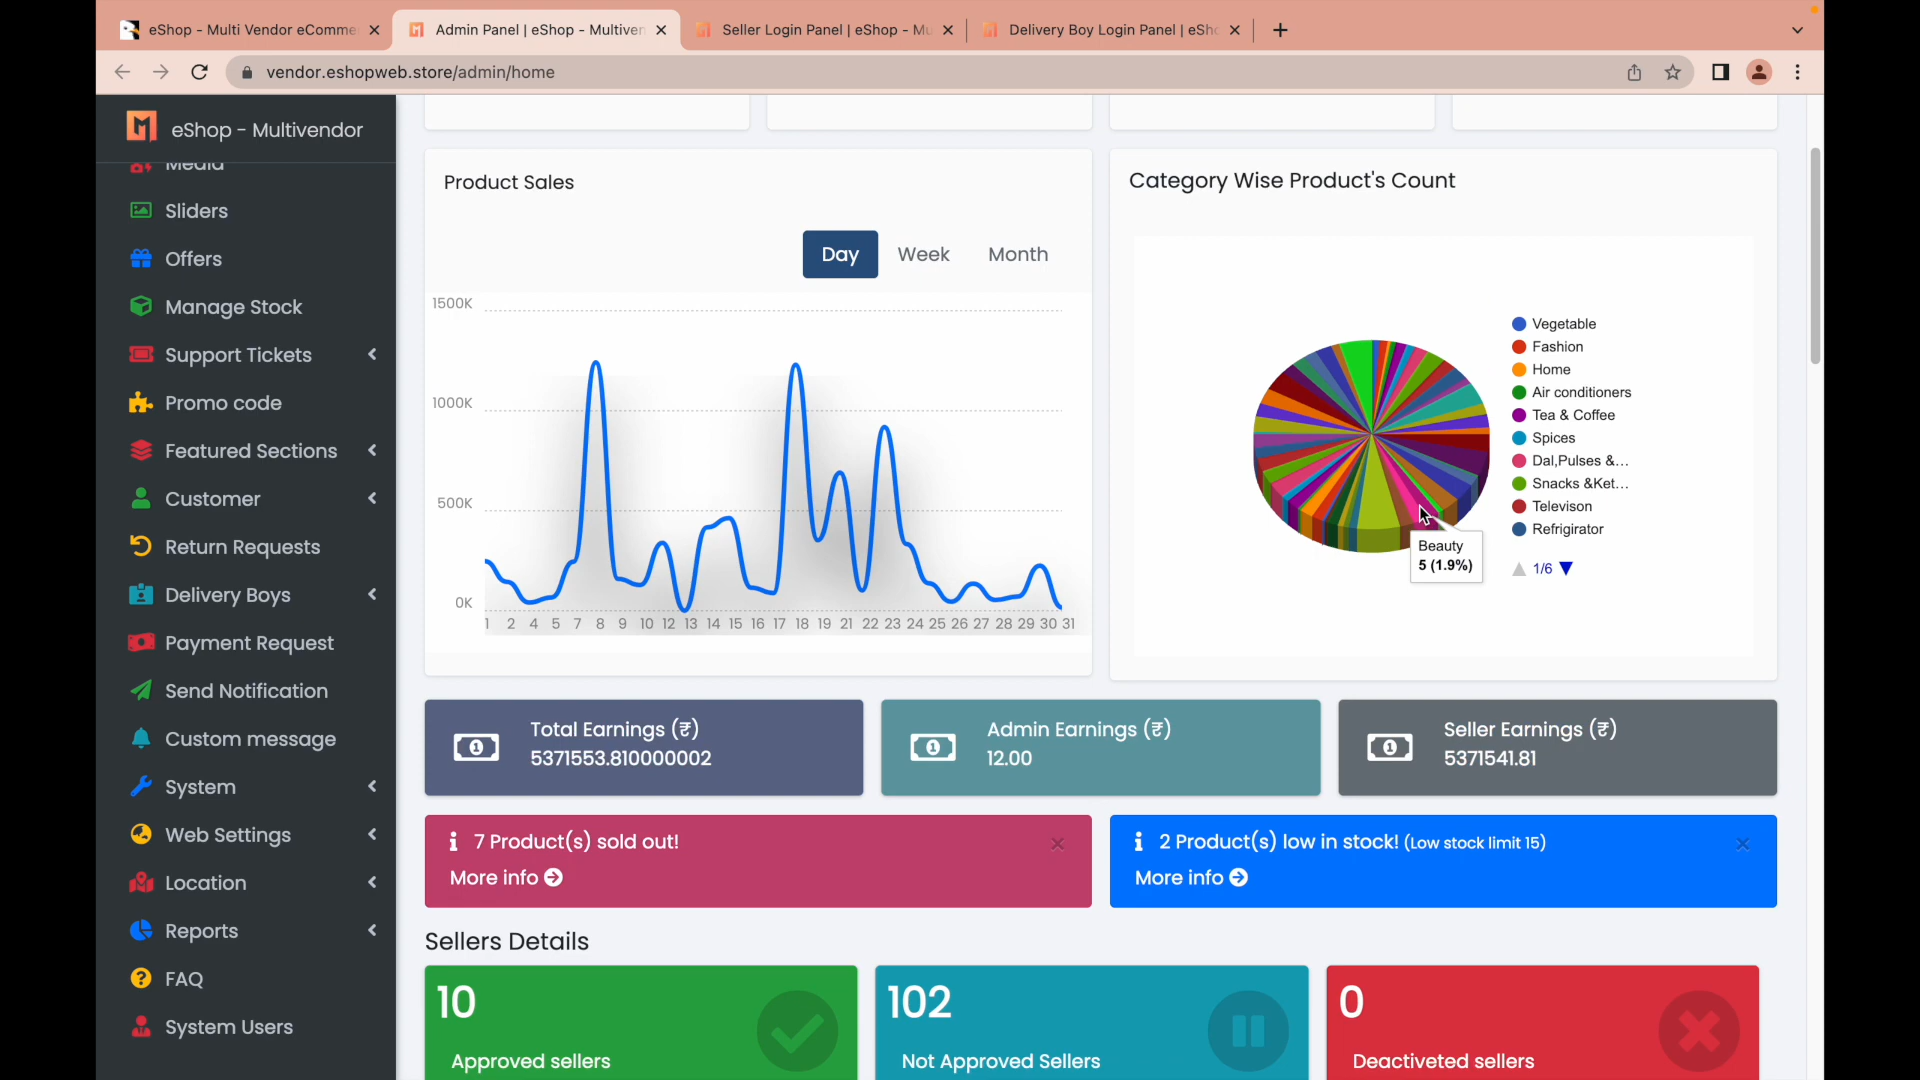 eShop - Multi Vendor eComme
Admin Panel | eShop - Multiven
Seller Login Panel | eShop - Mu
Delivery Boy Login Panel | eSho
vendor.eshopweb.store/admin/home
eShop - Multivendor
Media
Sliders
Offers
Manage Stock
Support Tickets
Promo code
Featured Sections
Customer
Return Requests
Delivery Boys
Payment Request
Send Notification
Custom message
System
Web Settings
Location
Reports
FAQ
System Users
Product Sales
Day Week Month
1500K
1000K
500K
0K
1 2 4 5 7 8 9 10 12 13 14 15 16 17 18 19 21 22 23 24 25 26 27 28 29 30 31
Category Wise Product's Count
Vegetable
Fashion
Home
Air conditioners
Tea & Coffee
Spices
Dal,Pulses &...
Snacks &Ket...
Televison
Refrigirator
1/6
Beauty
5 (1.9%)
Total Earnings (₹)
5371553.810000002
Admin Earnings (₹)
12.00
Seller Earnings (₹)
5371541.81
7 Product(s) sold out!
More info
2 Product(s) low in stock! (Low stock limit 15)
More info
Sellers Details
10
Approved sellers
102
Not Approved Sellers
0
Deactiveted sellers